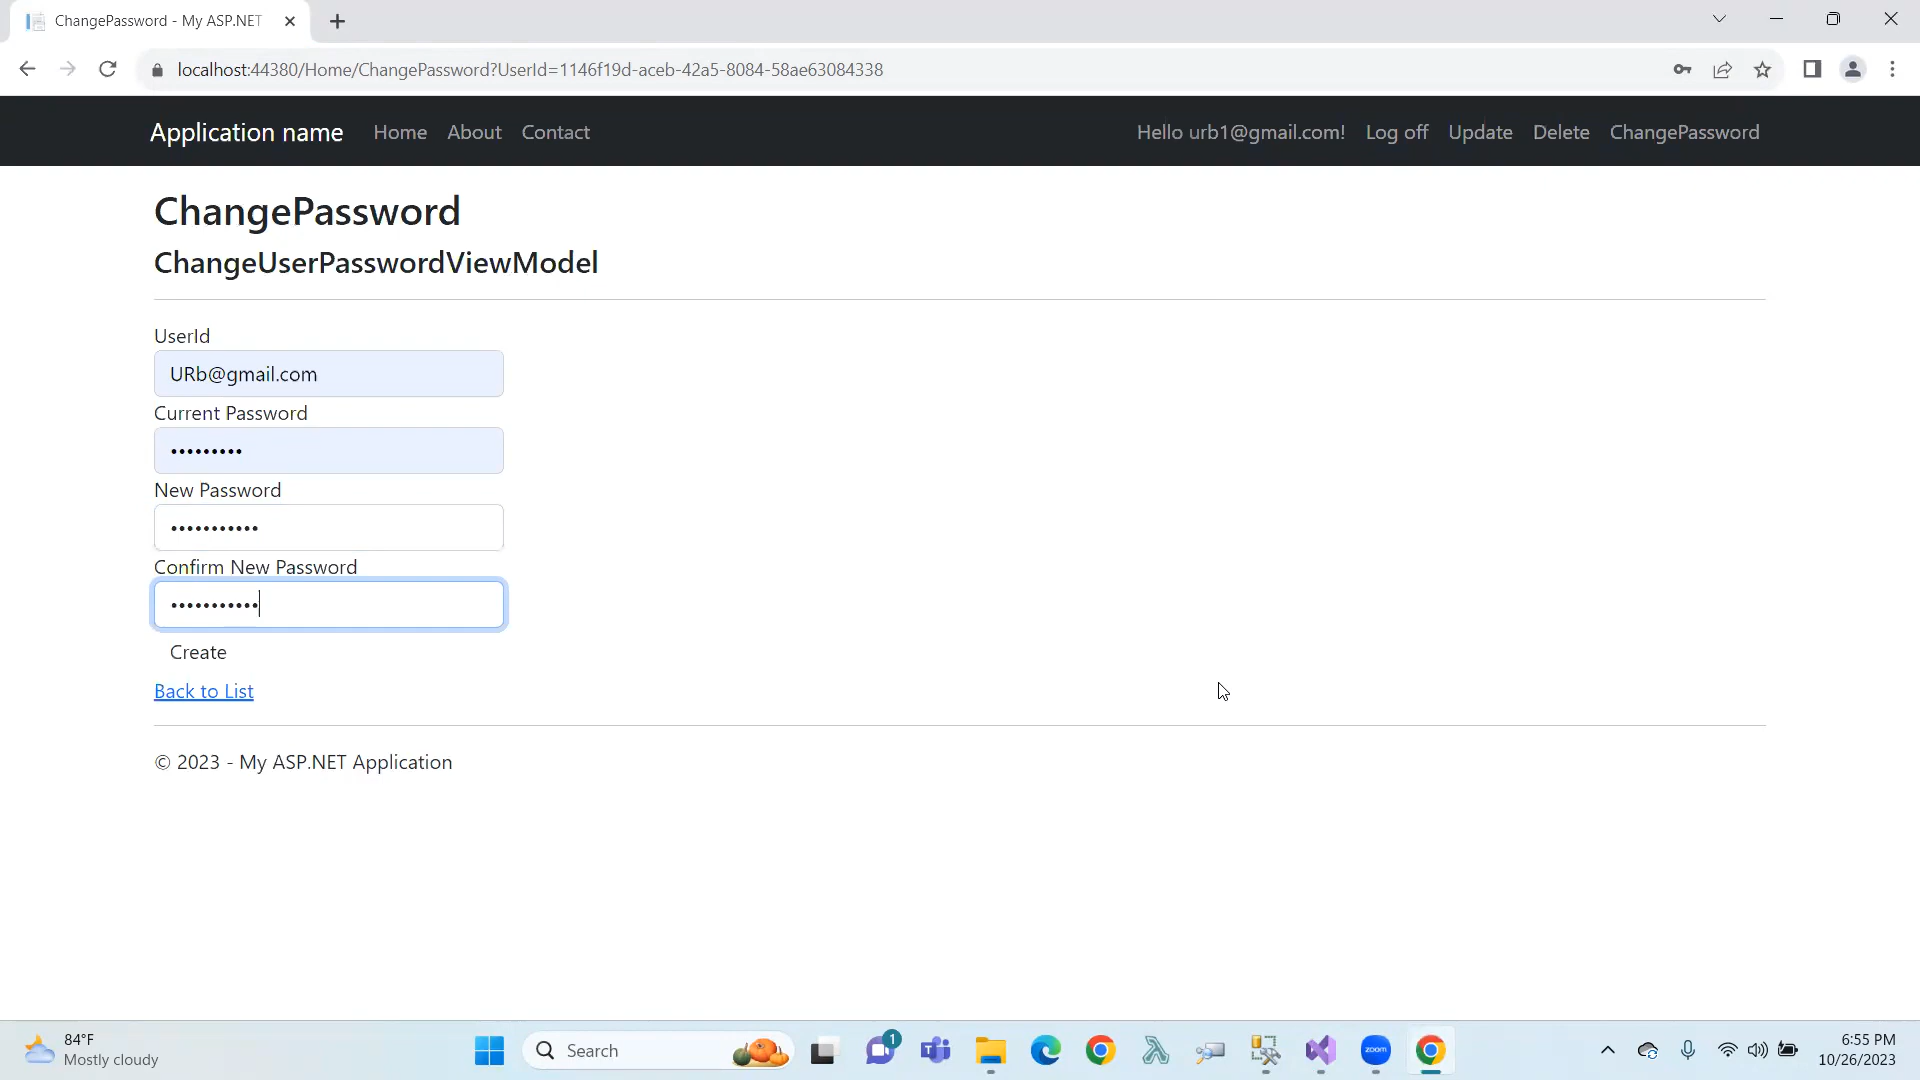 ChangePassword - My ASP.NET
localhost:44380/Home/ChangePassword?UserId=1146f19d-aceb-42a5-8084-58ae63084338
Application name Home About Contact Hello urb1@gmail.com! Log off Update Delete ChangePassword
ChangePassword
ChangeUserPasswordViewModel
UserId
URb@gmail.com
Current Password
•••••••••
New Password
•••••••••••
Confirm New Password
•••••••••••
Create
Back to List
© 2023 - My ASP.NET Application
84°F
Mostly cloudy
Search
1
zoom
6:55 PM
10/26/2023